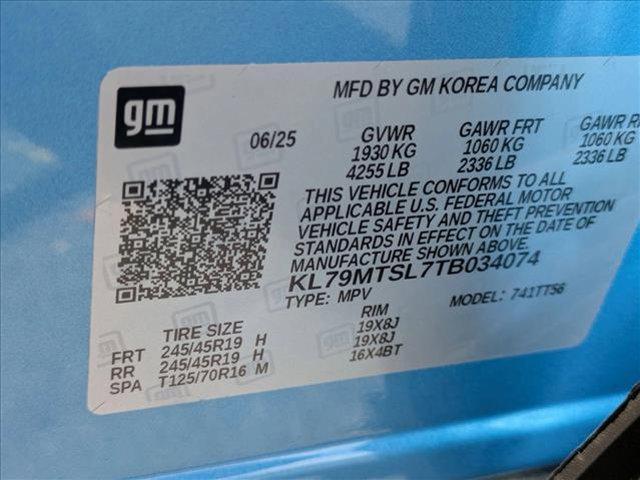 gm
MFD BY GM KOREA COMPANY
06/25 GVWR GAWR FRT GAWR
1930 KG 1060 KG 1060 KG
4255 LB 2336 LB 2336 LB
THIS VEHICLE CONFORMS TO ALL
APPLICABLE U.S. FEDERAL MOTOR
VEHICLE SAFETY AND THEFT PREVENTION
STANDARDS IN EFFECT ON THE DATE OF
MANUFACTURE SHOWN ABOVE.
KL79MTSL7TB034074
TYPE: MPV MODEL: 741TT56
TIRE SIZE RIM
FRT 245/45R19 H 19X8J
RR 245/45R19 H 19X8J
SPA T125/70R16 M 16X4BT